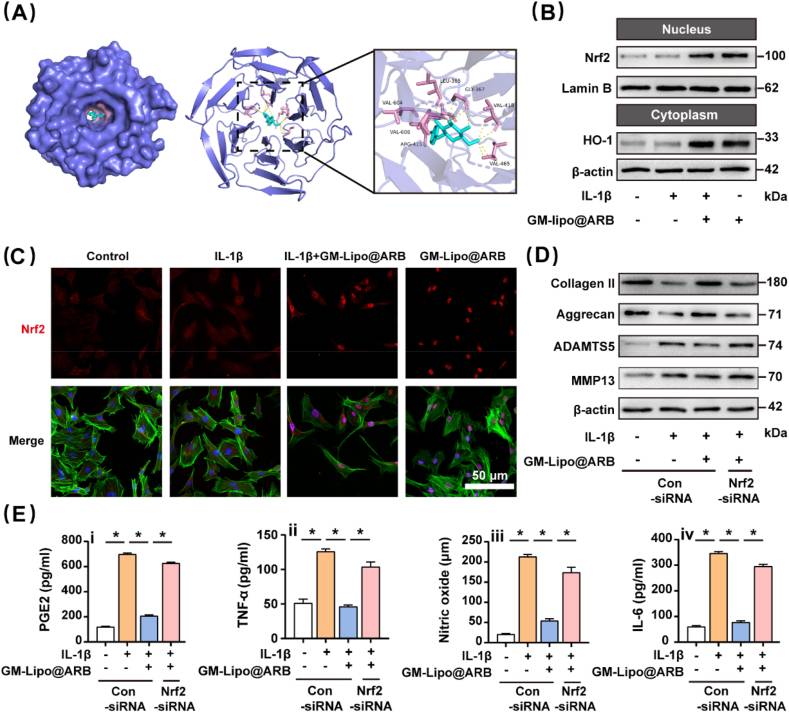 (A)
LEU-365
GLY-367
VAL-418
VAL-604
VAL-606
VAL-465
(B)
Nucleus
Nrf2
100
Lamin B
62
Cytoplasm
HO-1
33
β-actin
42
IL-1β - + + - kDa
GM-lipo@ARB - - + +
(C)
Control IL-1β IL-1β+GM-Lipo@ARB GM-Lipo@ARB
Nrf2
Merge
50 μm
(D)
Collagen II 180
Aggrecan 71
ADAMTS5 74
MMP13 70
β-actin 42
IL-1β - + + + kDa
GM-Lipo@ARB - - + +
Con Nrf2
-siRNA -siRNA
(E)
i
* * *
PGE2 (pg/ml)
800
600
400
200
0
IL-1β - + + +
GM-Lipo@ARB - - + +
Con Nrf2
-siRNA -siRNA
ii
* * *
TNF-α (pg/ml)
150
100
50
0
IL-1β - + + +
GM-Lipo@ARB - - + +
Con Nrf2
-siRNA -siRNA
iii
* * *
Nitric oxide (μm)
250
200
150
100
50
0
IL-1β - + + +
GM-Lipo@ARB - - + +
Con Nrf2
-siRNA -siRNA
iv
* * *
IL-6 (pg/ml)
400
300
200
100
0
IL-1β - + + +
GM-Lipo@ARB - - + +
Con Nrf2
-siRNA -siRNA